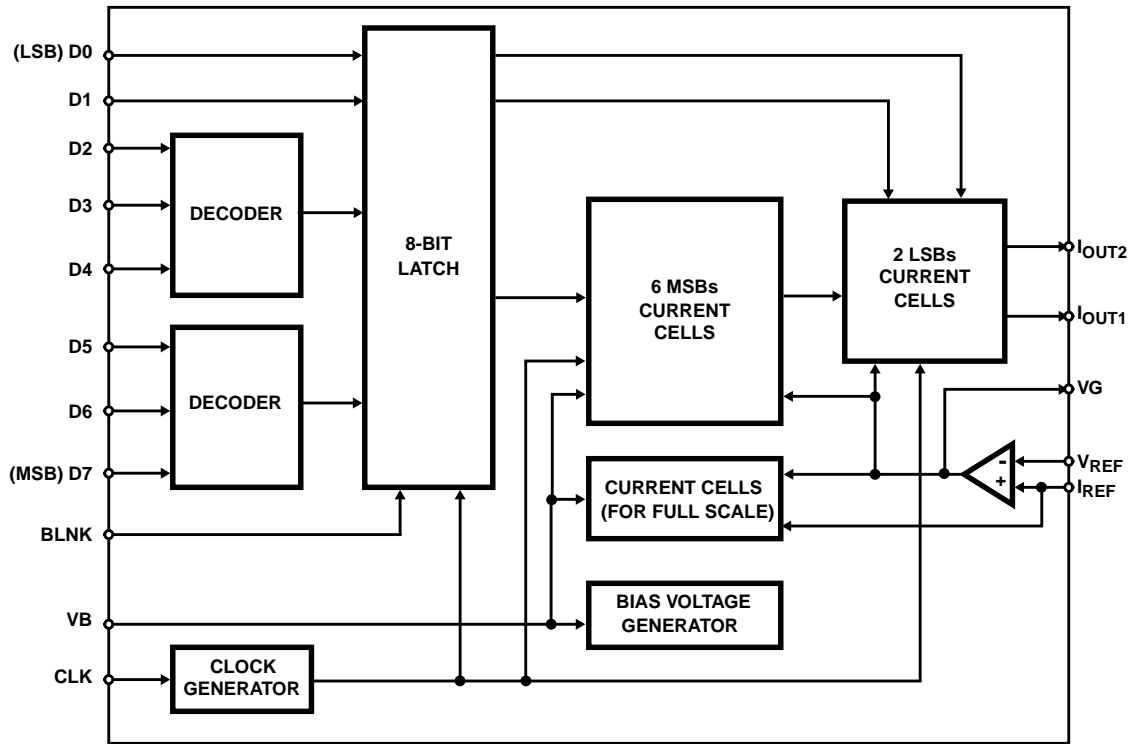 (LSB) D0
D1
D2
D3
D4
D5
D6
(MSB) D7
BLNK
VB
CLK
DECODER
DECODER
CLOCK
GENERATOR
8-BIT
LATCH
6 MSBs
CURRENT
CELLS
CURRENT CELLS
(FOR FULL SCALE)
BIAS VOLTAGE
GENERATOR
2 LSBs
CURRENT
CELLS
-
+
IOUT2
IOUT1
VG
VREF
IREF